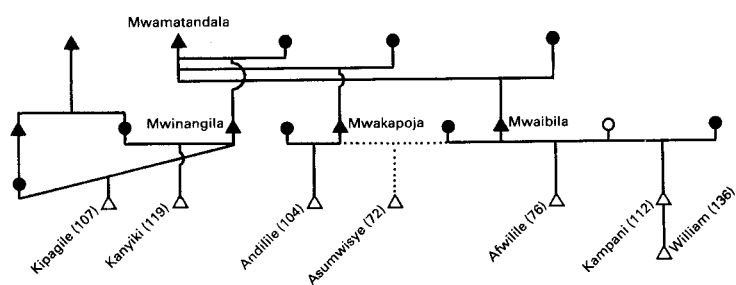 Mwamatandala
Mwinangila
Mwakapoja
Mwaibila
Kipagile (107)
Kanyiki (119)
Andilile (104)
Asumwisye (72)
Afwilile (76)
Kampani (112)
William (136)